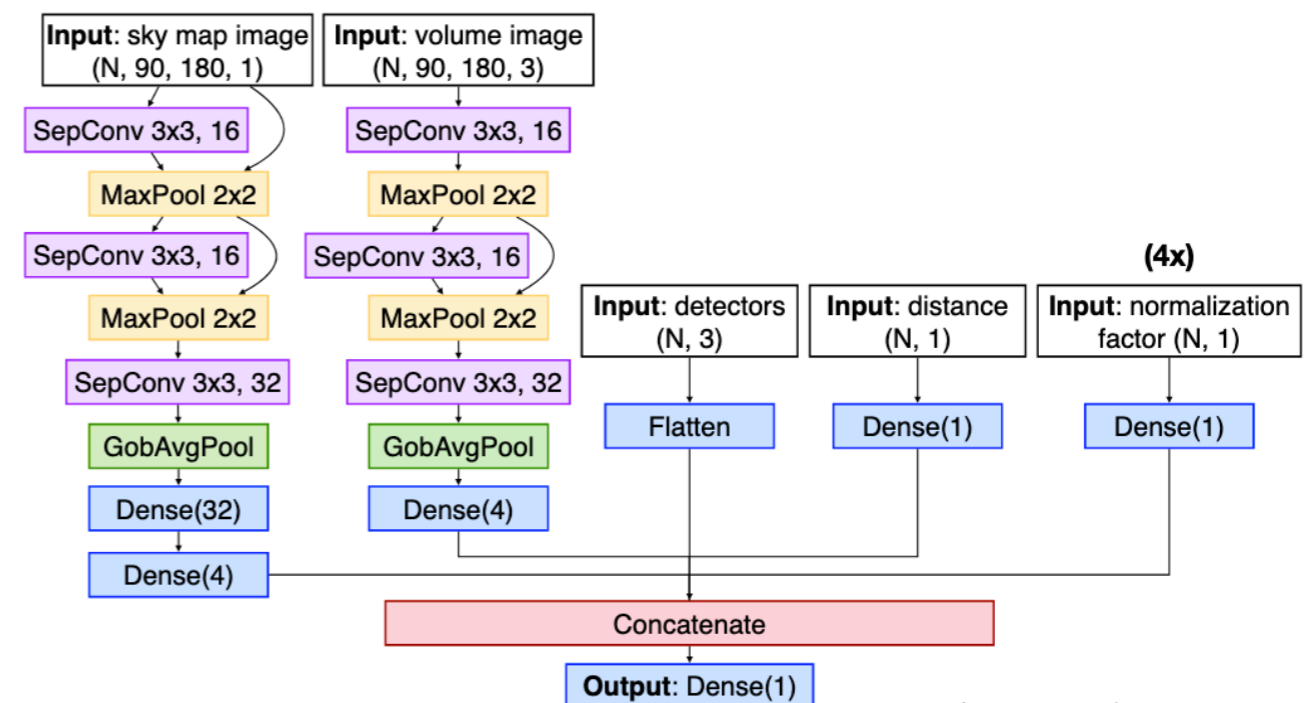 Input: sky map image
(N, 90, 180, 1)
SepConv 3x3, 16
MaxPool 2x2
SepConv 3x3, 16
MaxPool 2x2
SepConv 3x3, 32
GobAvgPool
Dense(32)
Dense(4)
Input: volume image
(N, 90, 180, 3)
SepConv 3x3, 16
MaxPool 2x2
SepConv 3x3, 16
MaxPool 2x2
SepConv 3x3, 32
GobAvgPool
Dense(4)
Input: detectors
(N, 3)
Flatten
Input: distance
(N, 1)
Dense(1)
(4x)
Input: normalization
factor (N, 1)
Dense(1)
Concatenate
Output: Dense(1)